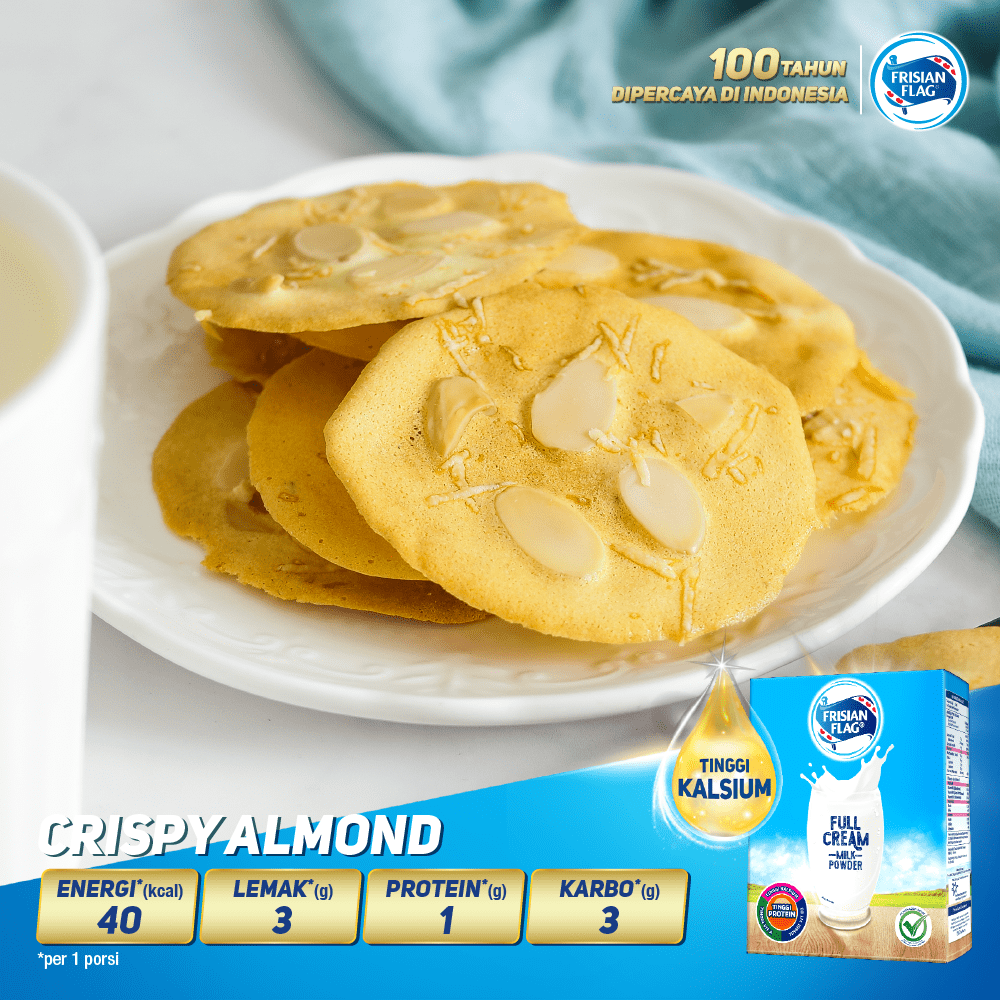 100 TAHUN
DIPERCAYA DI INDONESIA
FRISIAN
FLAG®
TINGGI
KALSIUM
FRISIAN
FLAG®
FULL
CREAM
MILK
POWDER
TINGGI
PROTEIN
CRISPY ALMOND
ENERGI*(kcal)
40
LEMAK*(g)
3
PROTEIN*(g)
1
KARBO*(g)
3
*per 1 porsi